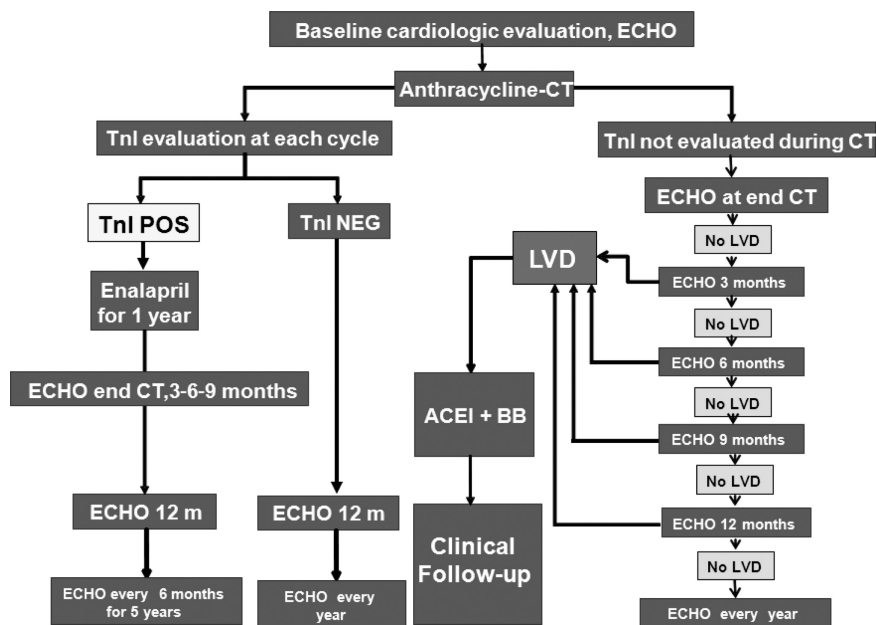 Baseline cardiologic evaluation, ECHO
Anthracycline-CT
TnI evaluation at each cycle
TnI not evaluated during CT
TnI POS
TnI NEG
Enalapril
for 1 year
ECHO end CT,3-6-9 months
ECHO 12 m
ECHO 12 m
ECHO every 6 months
for 5 years
ECHO every
year
LVD
ACEI + BB
Clinical
Follow-up
ECHO at end CT
No LVD
ECHO 3 months
No LVD
ECHO 6 months
No LVD
ECHO 9 months
No LVD
ECHO 12 months
No LVD
ECHO every year